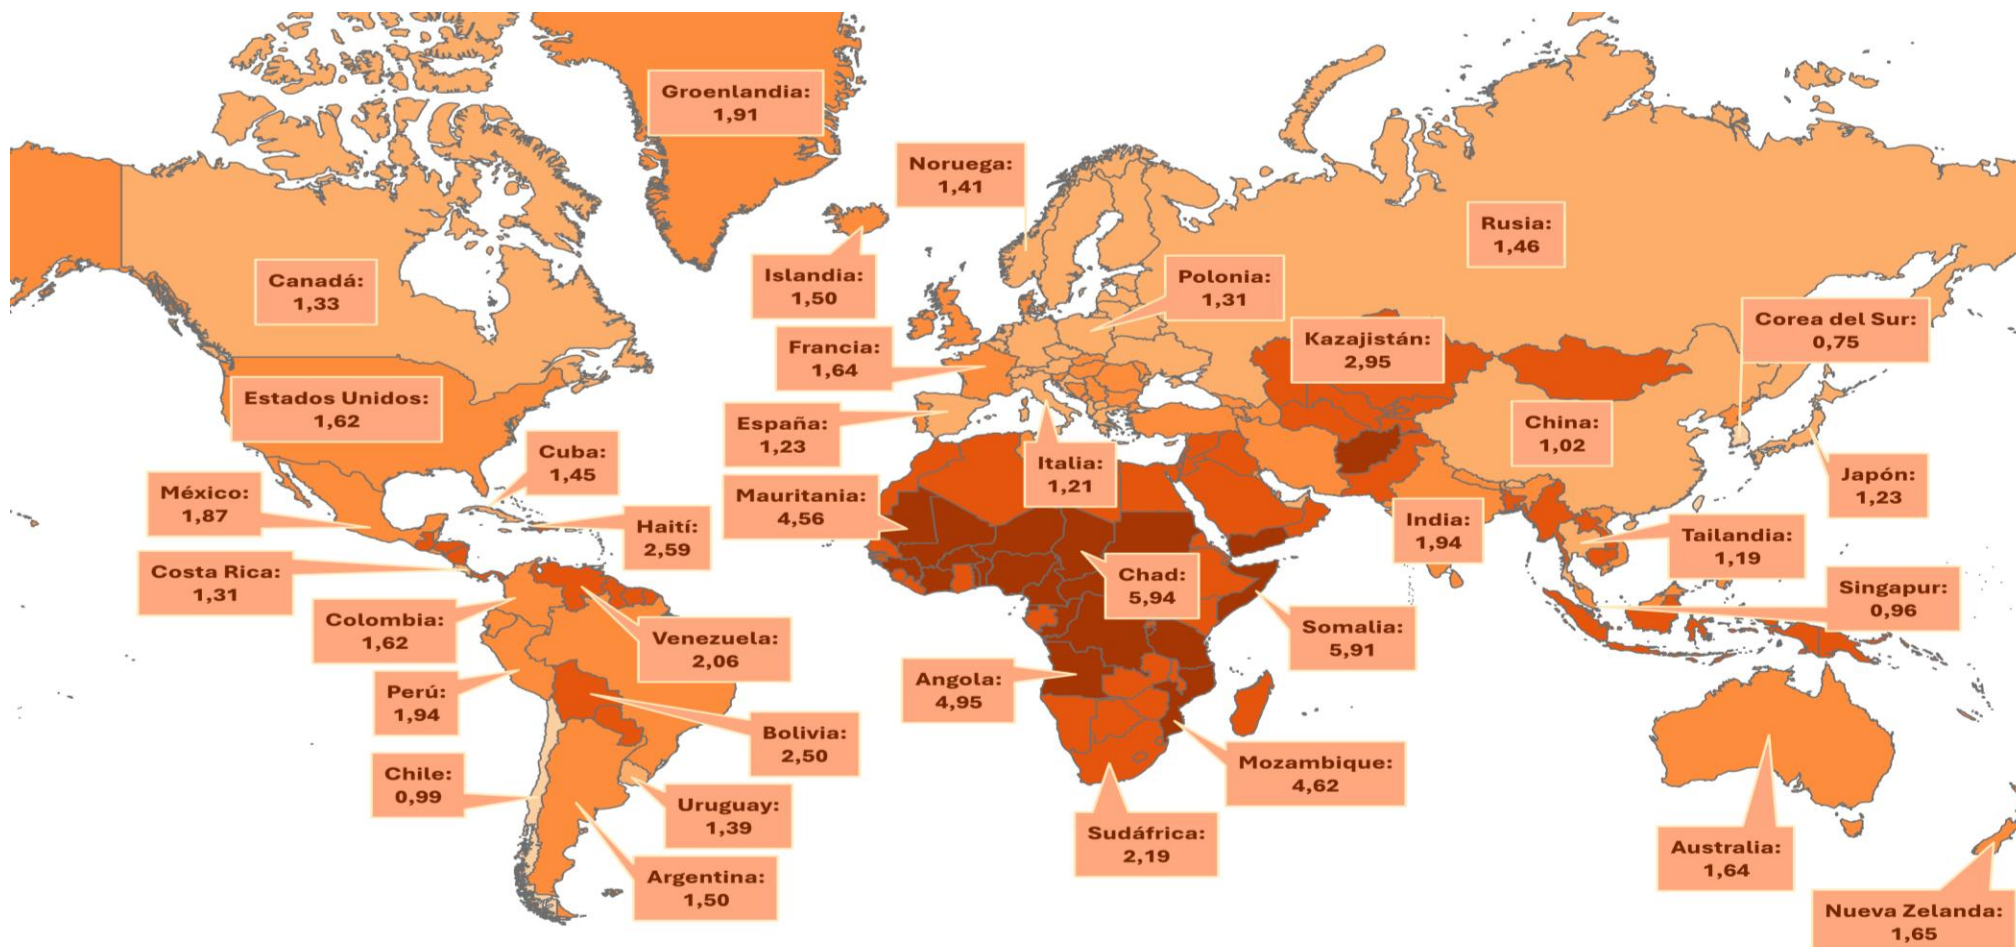 Groenlandia:
1,91
Noruega:
1,41
Rusia:
1,46
Islandia:
1,50
Canadá:
1,33
Polonia:
1,31
Corea del Sur:
0,75
Francia:
1,64
Kazajistán:
2,95
Estados Unidos:
1,62
España:
1,23
China:
1,02
Cuba:
1,45
Italia:
1,21
Japón:
1,23
México:
1,87
Mauritania:
4,56
Haití:
2,59
India:
1,94
Tailandia:
1,19
Costa Rica:
1,31
Chad:
5,94
Singapur:
0,96
Colombia:
1,62
Venezuela:
2,06
Somalia:
5,91
Perú:
1,94
Angola:
4,95
Bolivia:
2,50
Mozambique:
4,62
Chile:
0,99
Uruguay:
1,39
Sudáfrica:
2,19
Australia:
1,64
Argentina:
1,50
Nueva Zelanda:
1,65